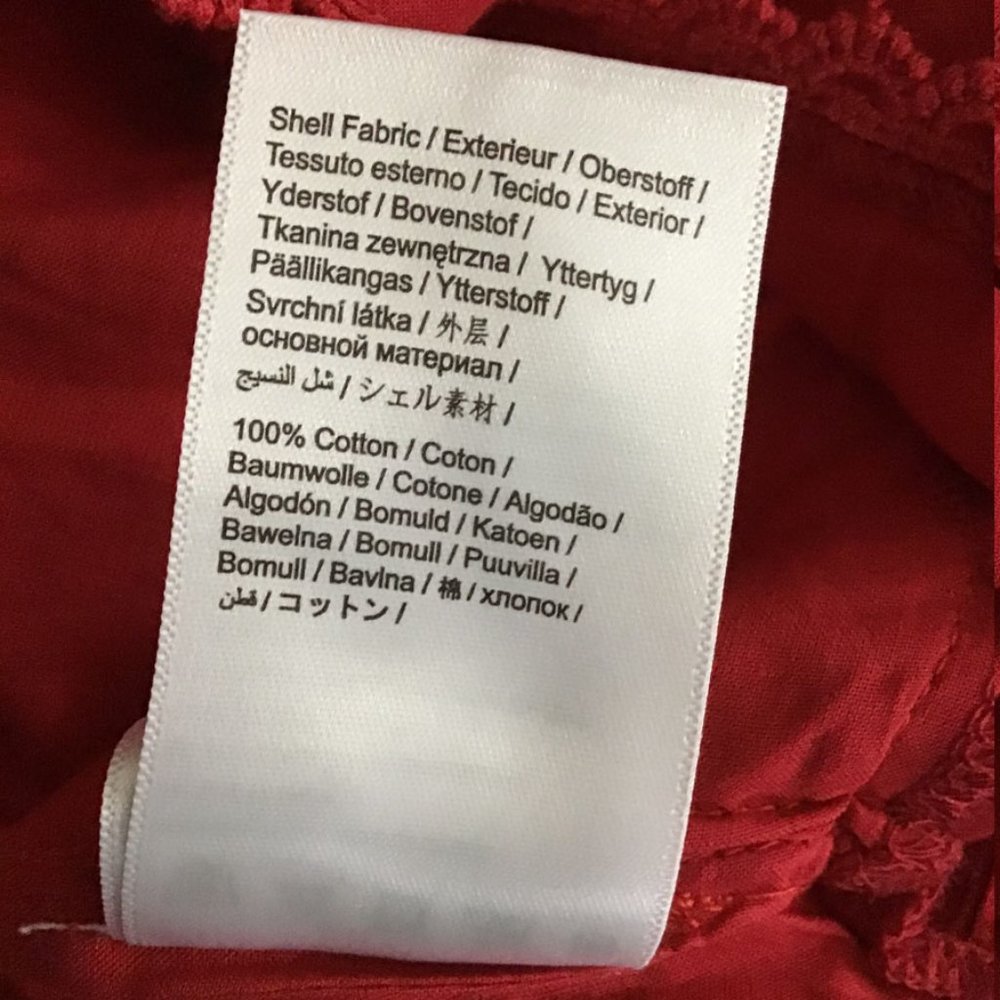 Shell Fabric / Exterieur / Oberstoff /
Tessuto esterno / Tecido / Exterior /
Yderstof / Bovenstof /
Tkanina zewnętrzna / Yttertyg /
Päällikangas / Ytterstoff /
Svrchní látka / 外层 /
основной материал /
شل النسيج / シェル素材 /
100% Cotton / Coton /
Baumwolle / Cotone / Algodão /
Algodón / Bomuld / Katoen /
Bawelna / Bomull / Puuvilla /
Bomull / Bavlna / 棉 / хлопок /
قطن / コットン /